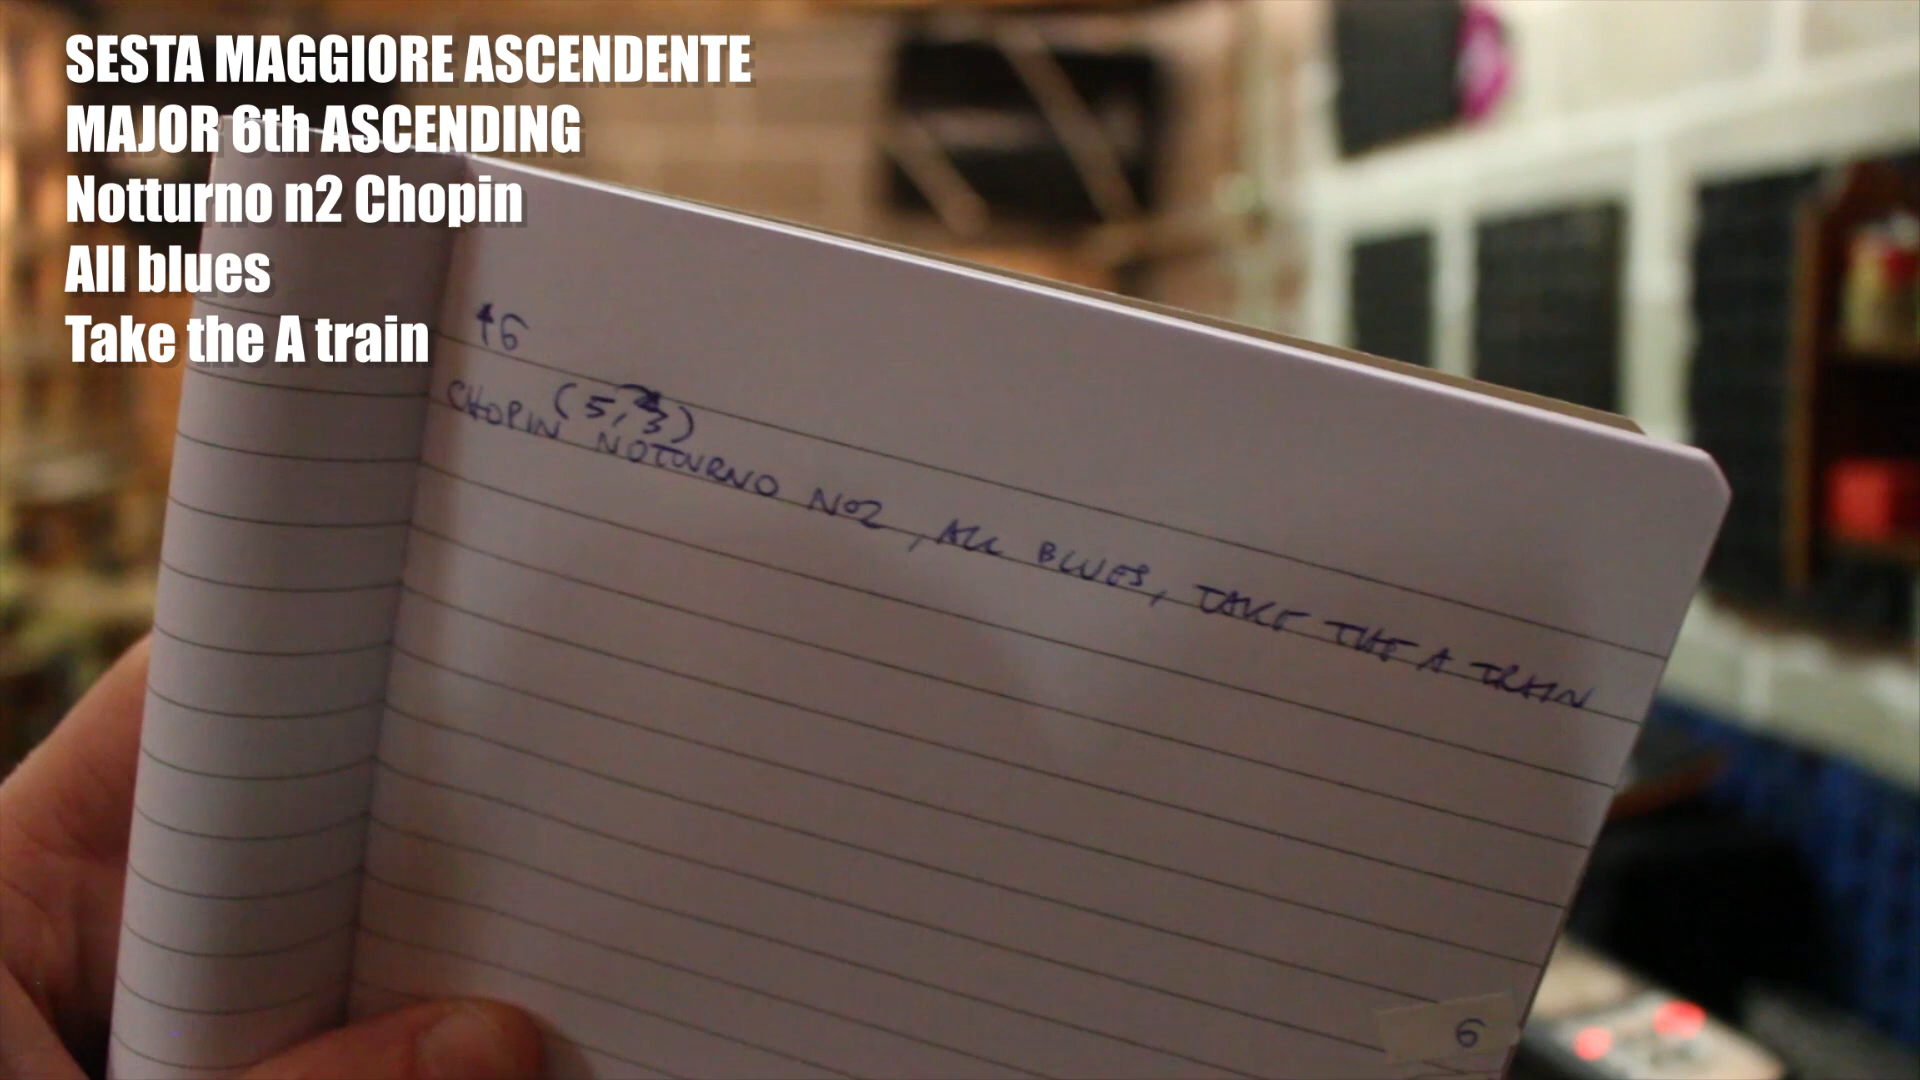 SESTA MAGGIORE ASCENDENTE
MAJOR 6th ASCENDING
Notturno n2 Chopin
All blues
Take the A train
↑6
(5,3)
CHOPIN NOTURNO No2, ALL BLUES, TAKE THE A TRAIN
6